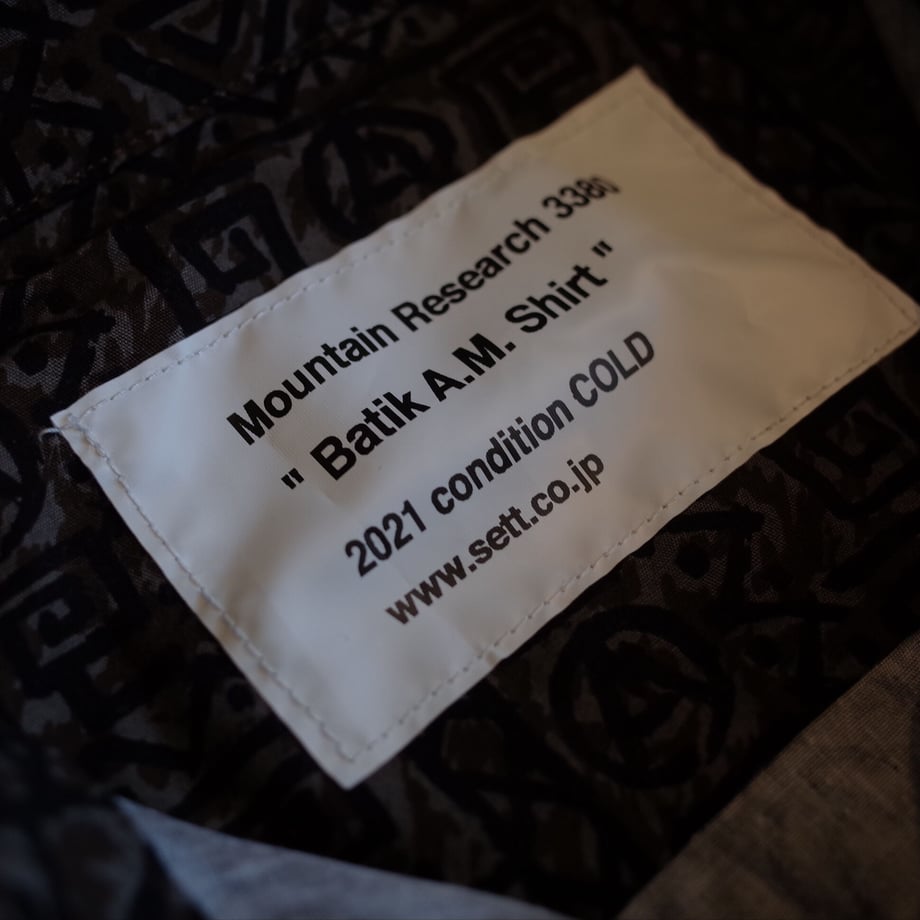 Mountain Research 3380
" Batik A.M. Shirt"
2021 condition COLD
www.sett.co.jp